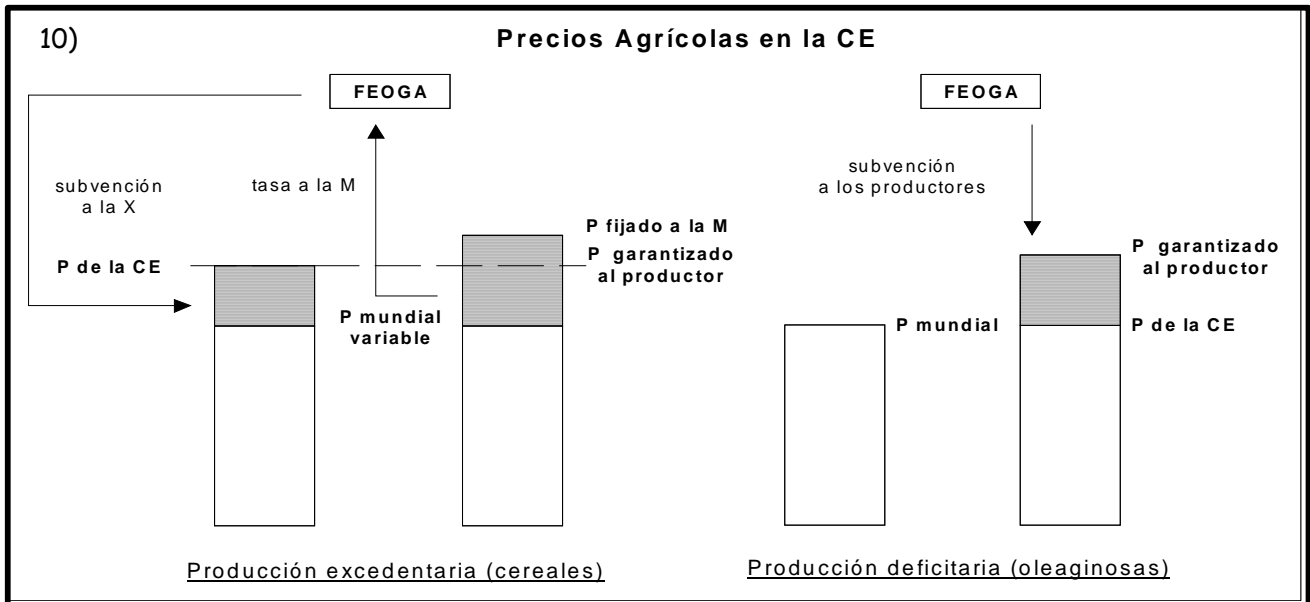 10)
Precios Agrícolas en la CE
FEOGA
subvención
a la X
tasa a la M
P de la CE
P mundial
variable
P fijado a la M
P garantizado
al productor
Producción excedentaria (cereales)
FEOGA
subvención
a los productores
P garantizado
al productor
P mundial
P de la CE
Producción deficitaria (oleaginosas)